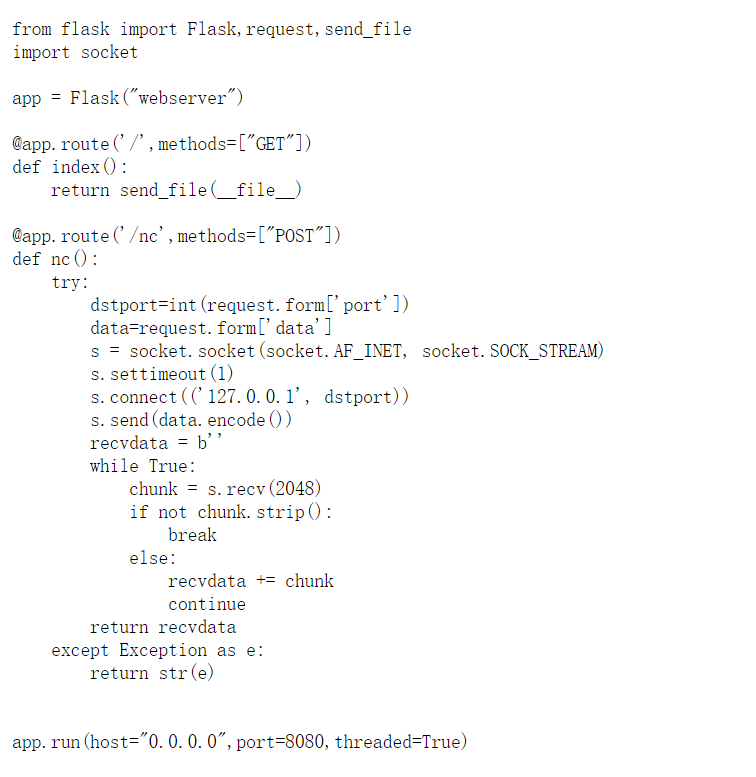 from flask import Flask,request,send_file
import socket

app = Flask("webserver")

@app.route('/',methods=["GET"])
def index():
    return send_file(__file__)

@app.route('/nc',methods=["POST"])
def nc():
    try:
        dstport=int(request.form['port'])
        data=request.form['data']
        s = socket.socket(socket.AF_INET, socket.SOCK_STREAM)
        s.settimeout(1)
        s.connect(('127.0.0.1', dstport))
        s.send(data.encode())
        recvdata = b''
        while True:
            chunk = s.recv(2048)
            if not chunk.strip():
                break
            else:
                recvdata += chunk
                continue
        return recvdata
    except Exception as e:
        return str(e)


app.run(host="0.0.0.0",port=8080,threaded=True)